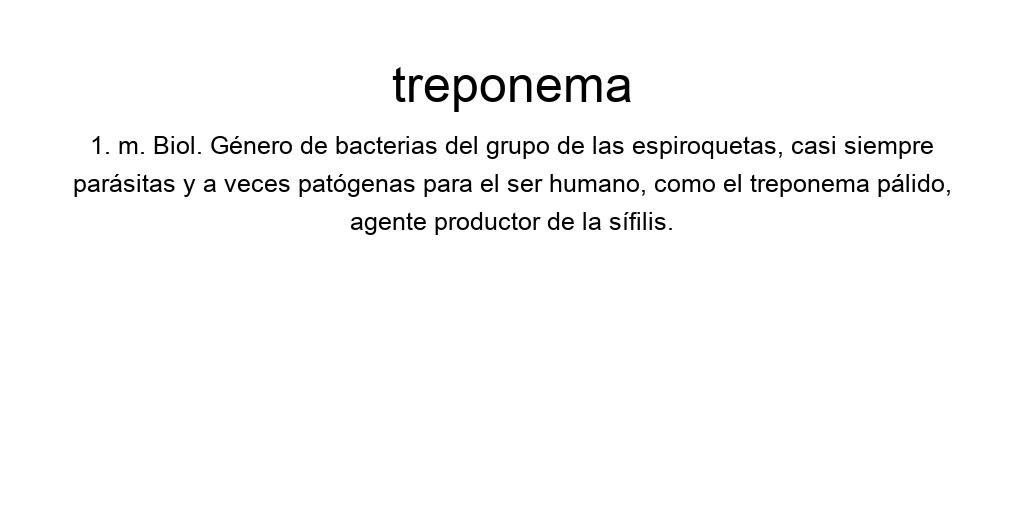 treponema
1. m. Biol. Género de bacterias del grupo de las espiroquetas, casi siempre
parásitas y a veces patógenas para el ser humano, como el treponema pálido,
agente productor de la sífilis.